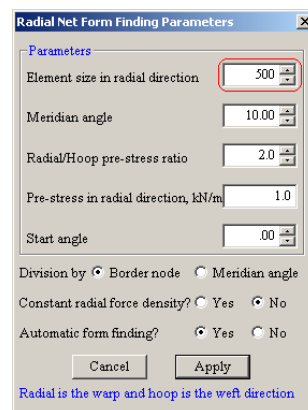 Radial Net Form Finding Parameters
Parameters
Element size in radial direction 500
Meridian angle 10.00
Radial/Hoop pre-stress ratio 2.0
Pre-stress in radial direction, kN/m 1.0
Start angle .00
Division by Border node Meridian angle
Constant radial force density? Yes No
Automatic form finding? Yes No
Cancel Apply
Radial is the warp and hoop is the weft direction